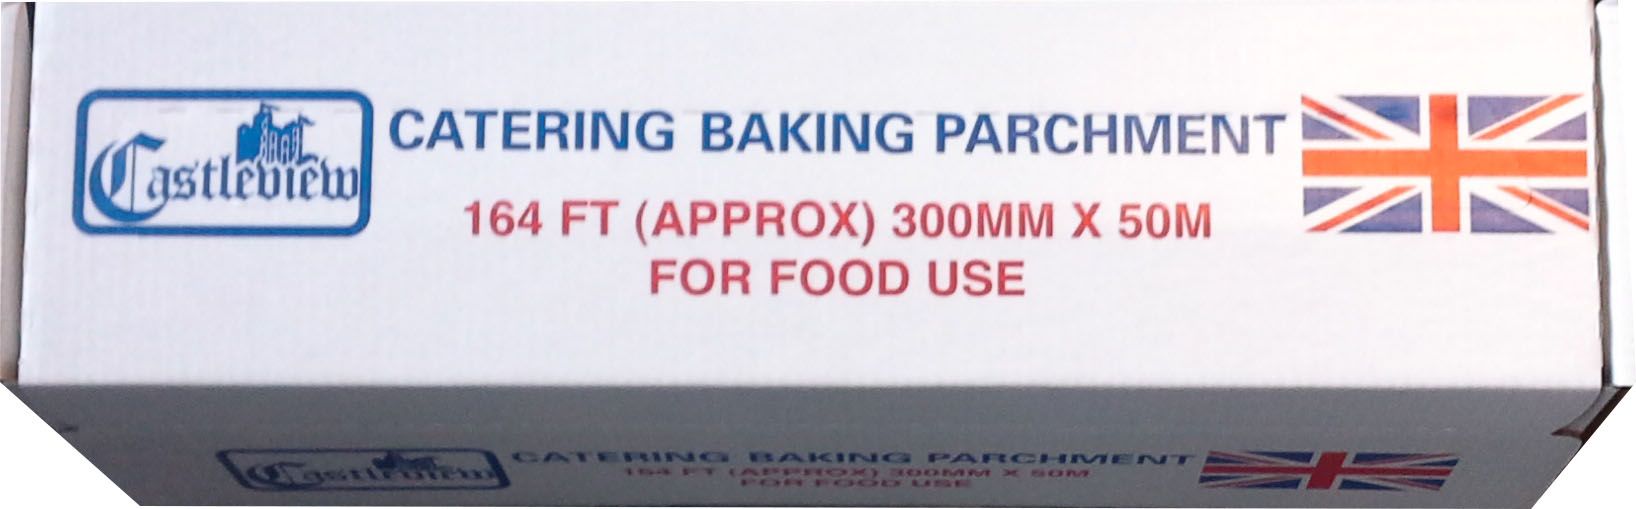 Castleview
CATERING BAKING PARCHMENT
164 FT (APPROX) 300MM X 50M
FOR FOOD USE
Castleview
CATERING BAKING PARCHMENT
164 FT (APPROX) 300MM X 50M
FOR FOOD USE